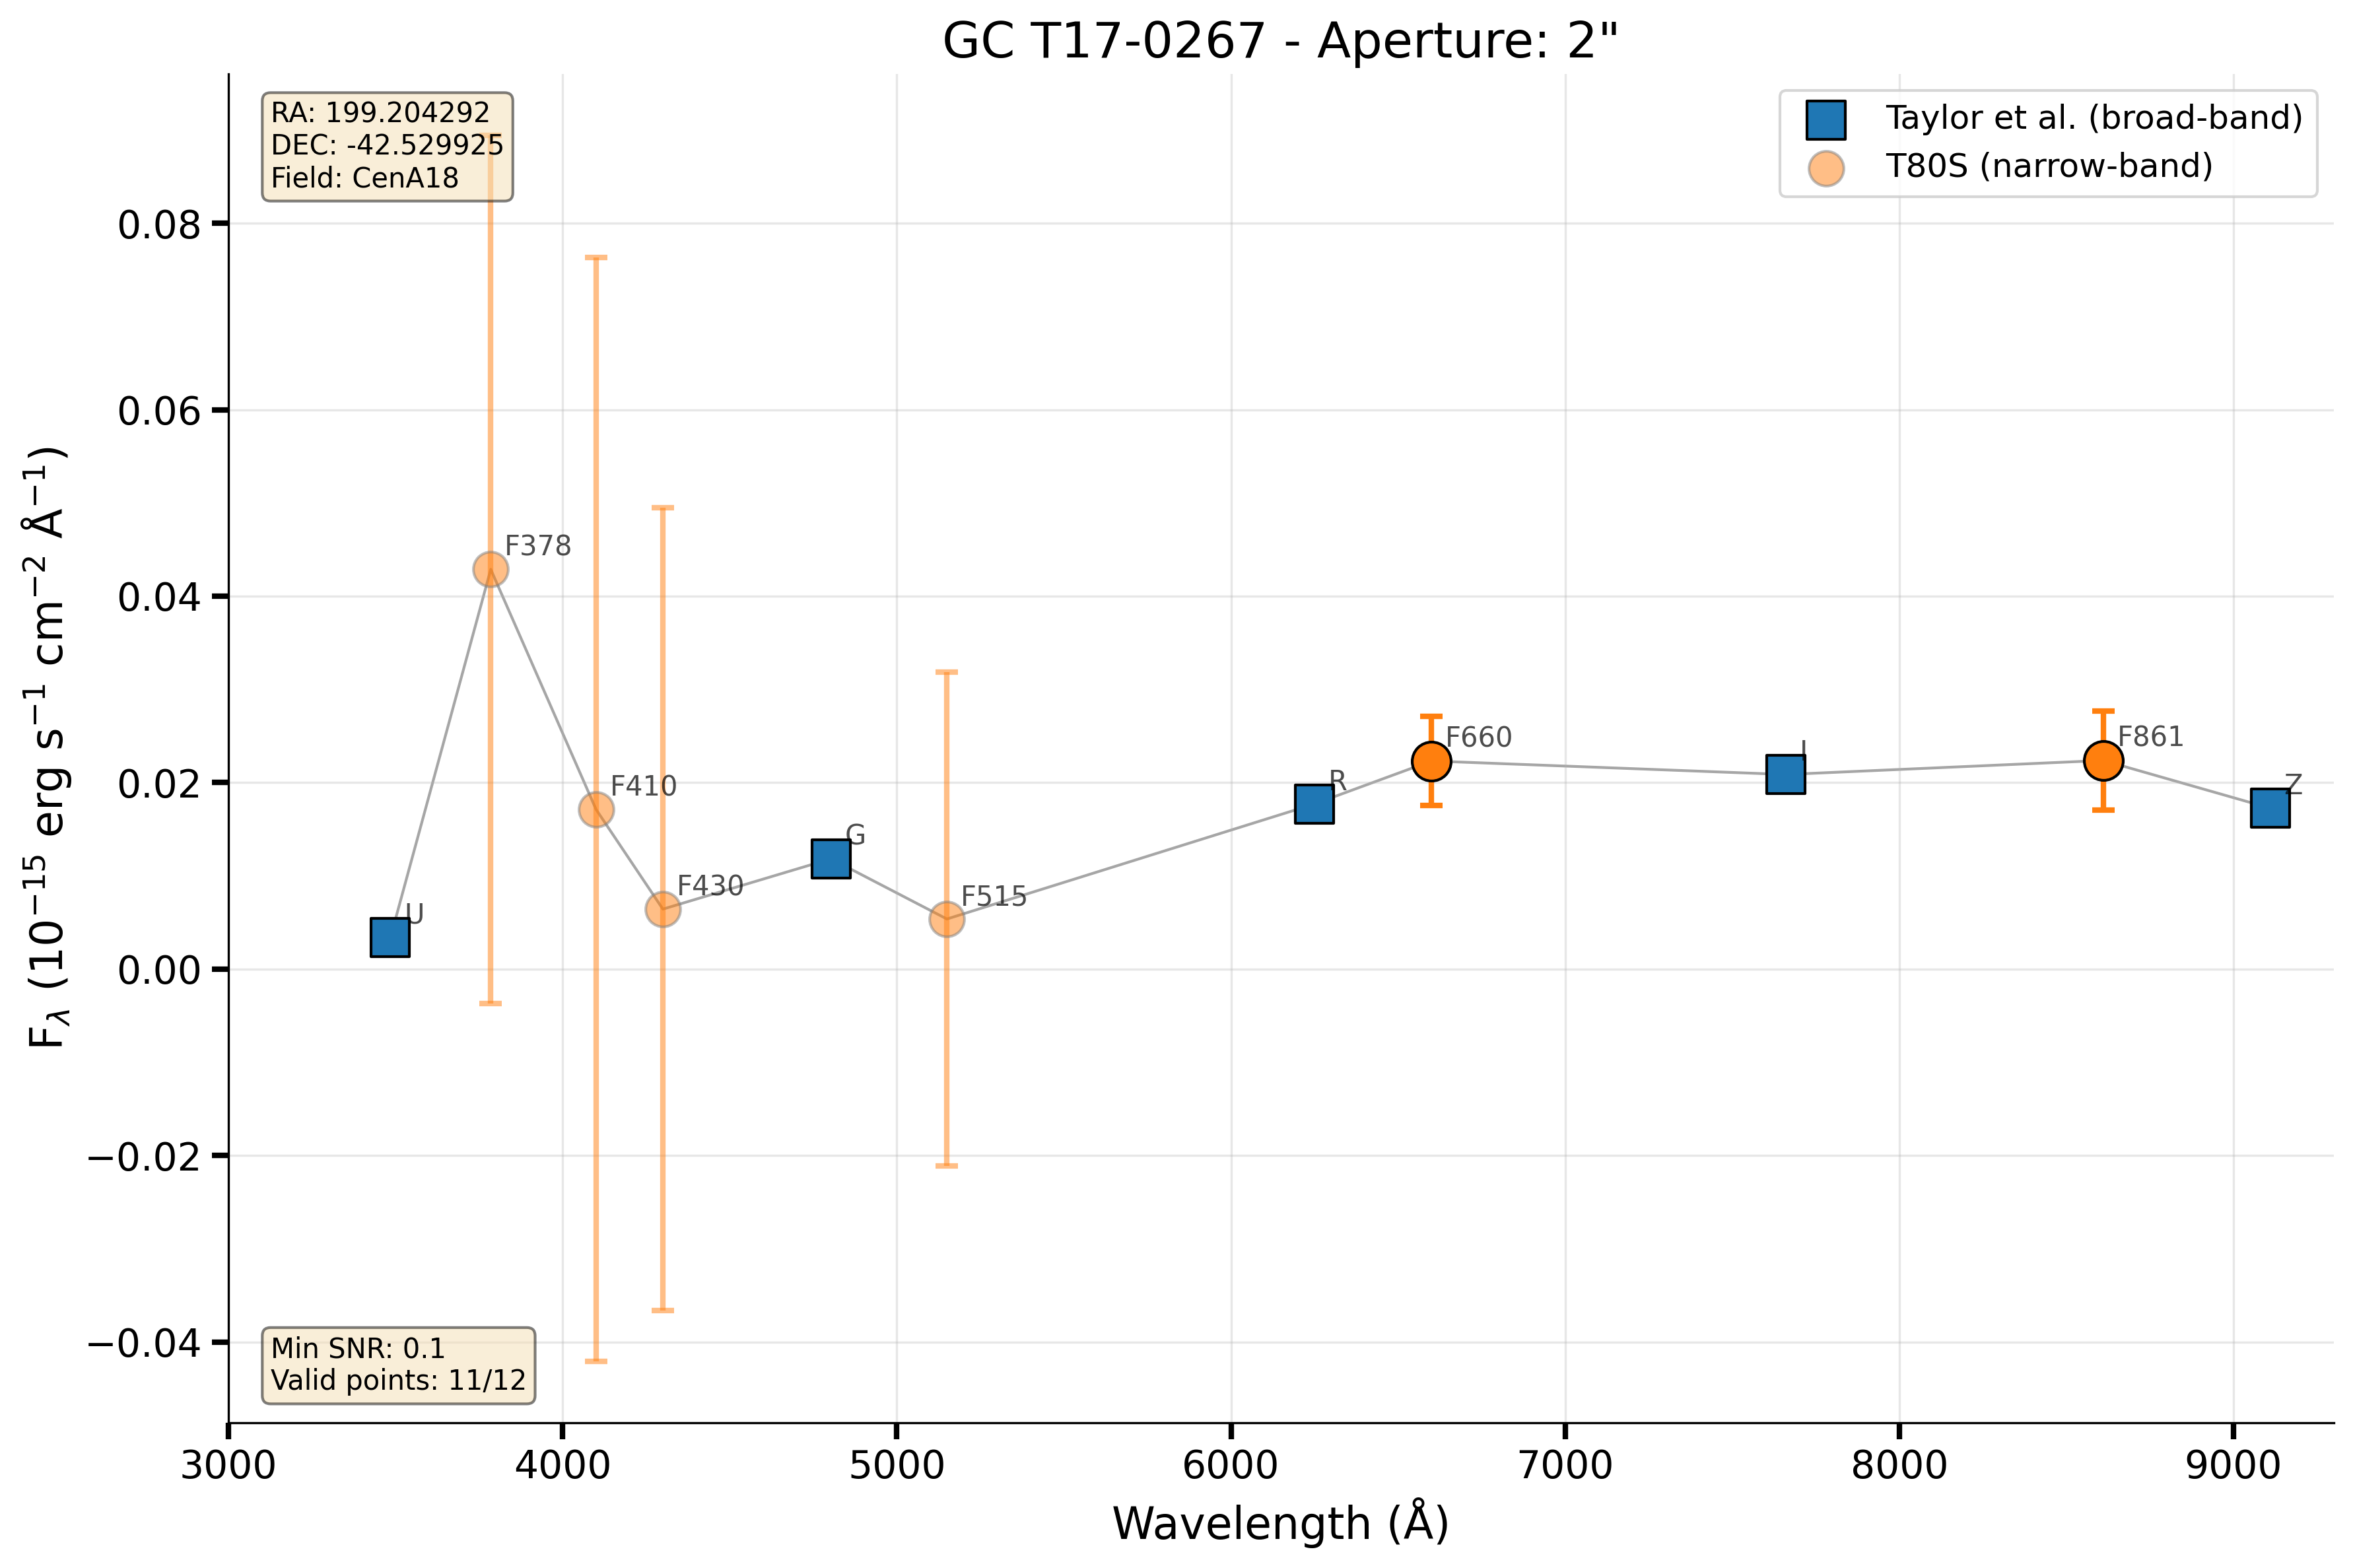 GC T17-0267 - Aperture: 2"
RA: 199.204292
DEC: -42.529925
Field: CenA18
Taylor et al. (broad-band)
T80S (narrow-band)
0.08
0.06
0.04
0.02
0.00
−0.02
−0.04
F_λ (10⁻¹⁵ erg s⁻¹ cm⁻² Å⁻¹)
U
F378
F410
F430
G
F515
R
F660
I
F861
Z
Min SNR: 0.1
Valid points: 11/12
3000 4000 5000 6000 7000 8000 9000
Wavelength (Å)